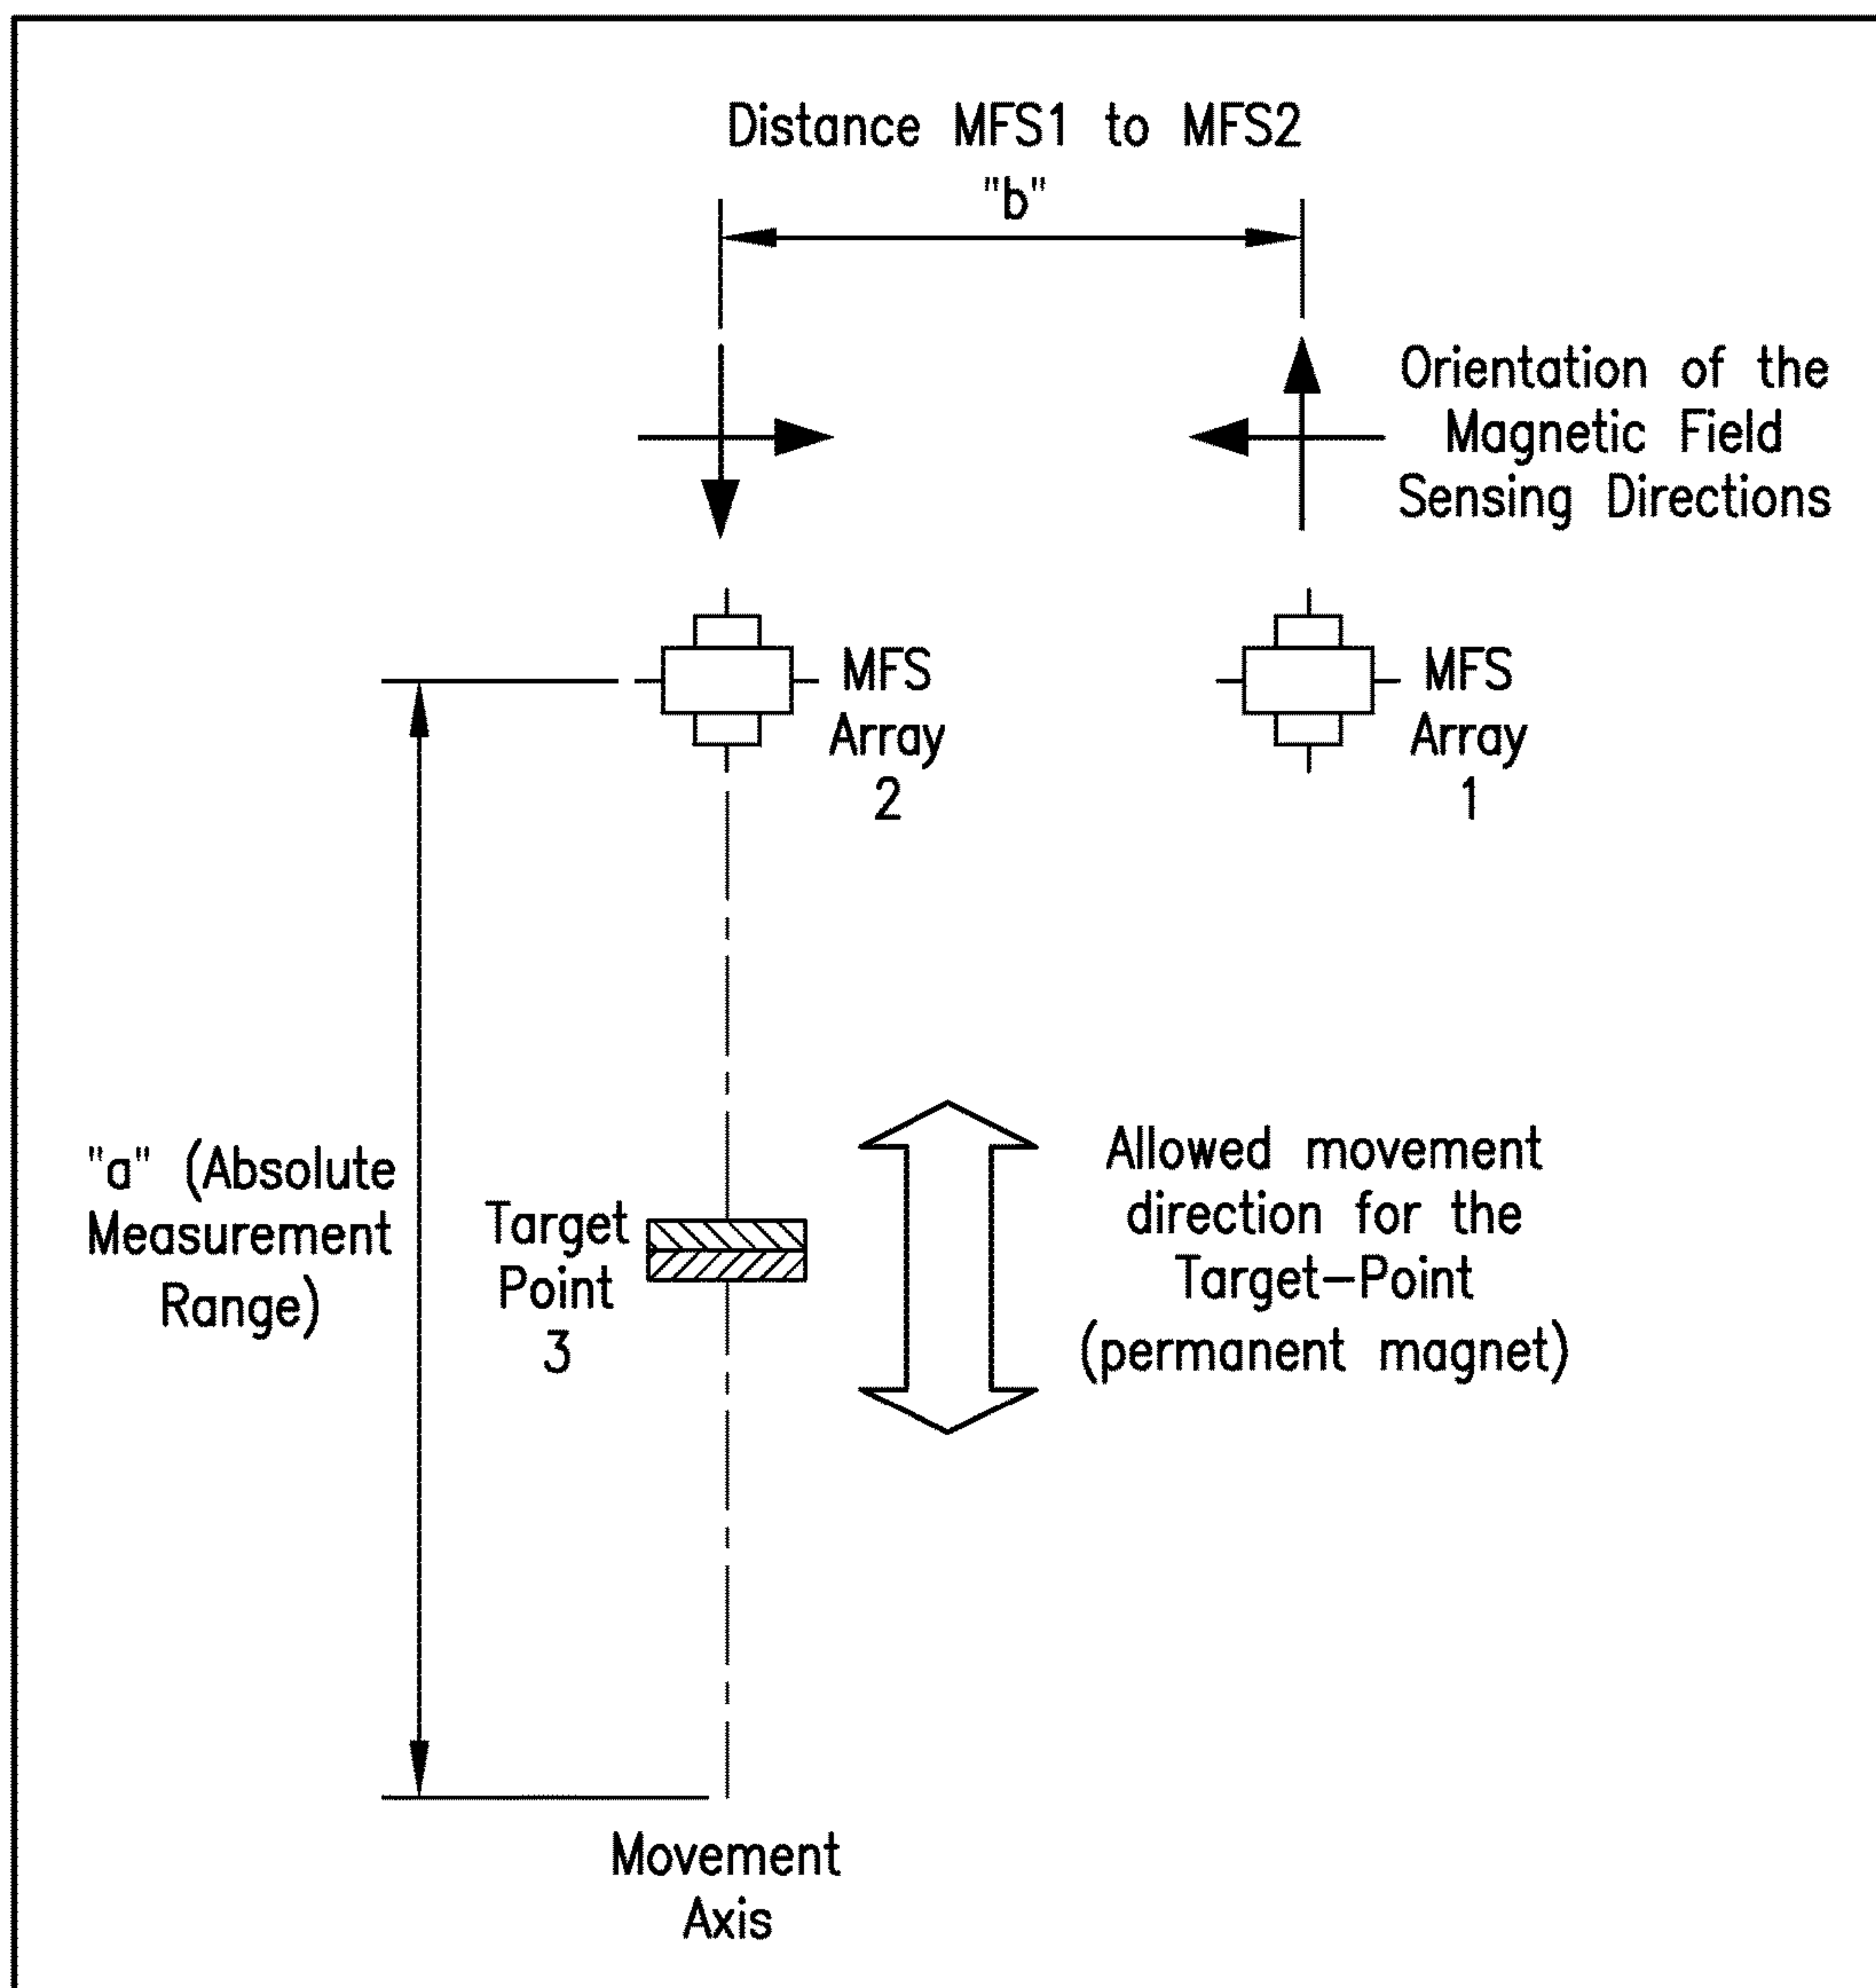 Distance MFS1 to MFS2
"b"
Orientation of the
Magnetic Field
Sensing Directions
MFS
Array
2
MFS
Array
1
"a" (Absolute
Measurement
Range)
Target
Point
3
Allowed movement
direction for the
Target-Point
(permanent magnet)
Movement
Axis